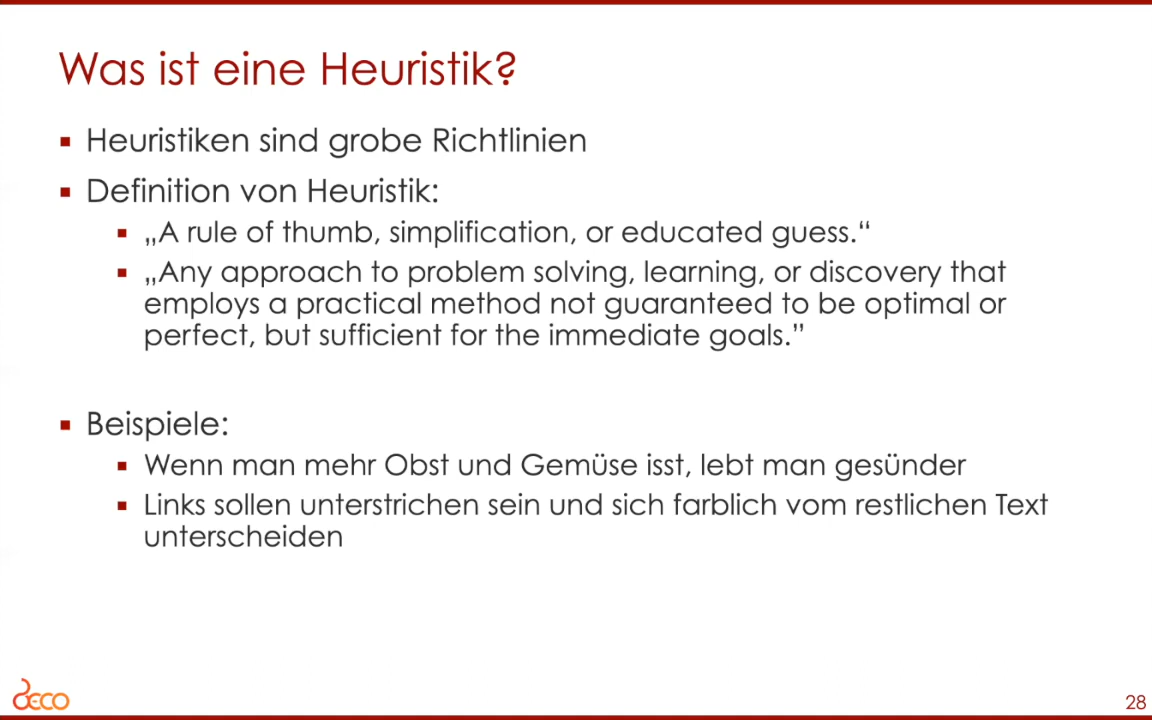 Was ist eine Heuristik?
▪ Heuristiken sind grobe Richtlinien
▪ Definition von Heuristik:
▪ „A rule of thumb, simplification, or educated guess.“
▪ „Any approach to problem solving, learning, or discovery that
employs a practical method not guaranteed to be optimal or
perfect, but sufficient for the immediate goals.”
▪ Beispiele:
▪ Wenn man mehr Obst und Gemüse isst, lebt man gesünder
▪ Links sollen unterstrichen sein und sich farblich vom restlichen Text
unterscheiden
DECO
28